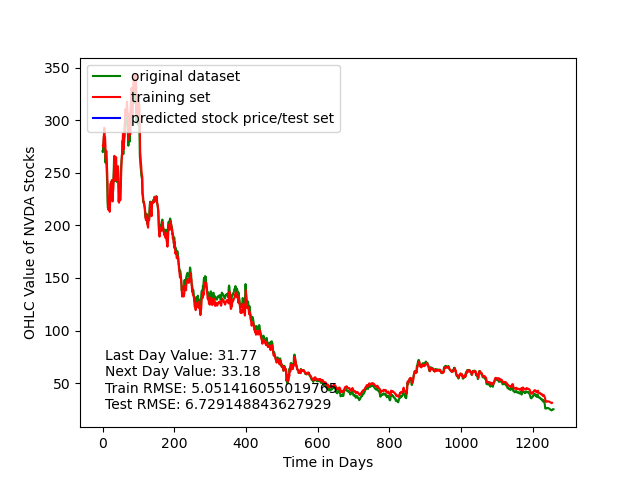 350
300
250
200
150
100
50
OHLC Value of NVDA Stocks
original dataset
training set
predicted stock price/test set
Last Day Value: 31.77
Next Day Value: 33.18
Train RMSE: 5.051416055019765
Test RMSE: 6.729148843627929
0 200 400 600 800 1000 1200
Time in Days